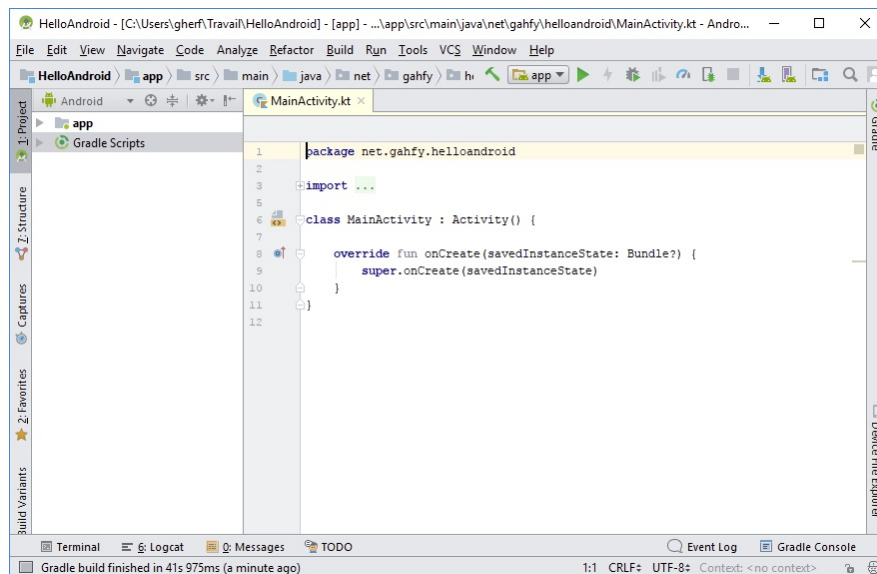 HelloAndroid - [C:\Users\gherf\Travail\HelloAndroid] - [app] - ...\app\src\main\java\net\gahfy\helloandroid\MainActivity.kt - Andro...
File Edit View Navigate Code Analyze Refactor Build Run Tools VCS Window Help
HelloAndroid app src main java net gahfy h app
1: Project
Android
MainActivity.kt
app
Gradle Scripts
Gradle
1 package net.gahfy.helloandroid
2
3 import ...
5
6 class MainActivity : Activity() {
7
8 override fun onCreate(savedInstanceState: Bundle?) {
9 super.onCreate(savedInstanceState)
10 }
11 }
12
7: Structure
Captures
2: Favorites
Build Variants
Device File Explorer
Terminal 6: Logcat 0: Messages TODO Event Log Gradle Console
Gradle build finished in 41s 975ms (a minute ago) 1:1 CRLF UTF-8 Context: <no context>